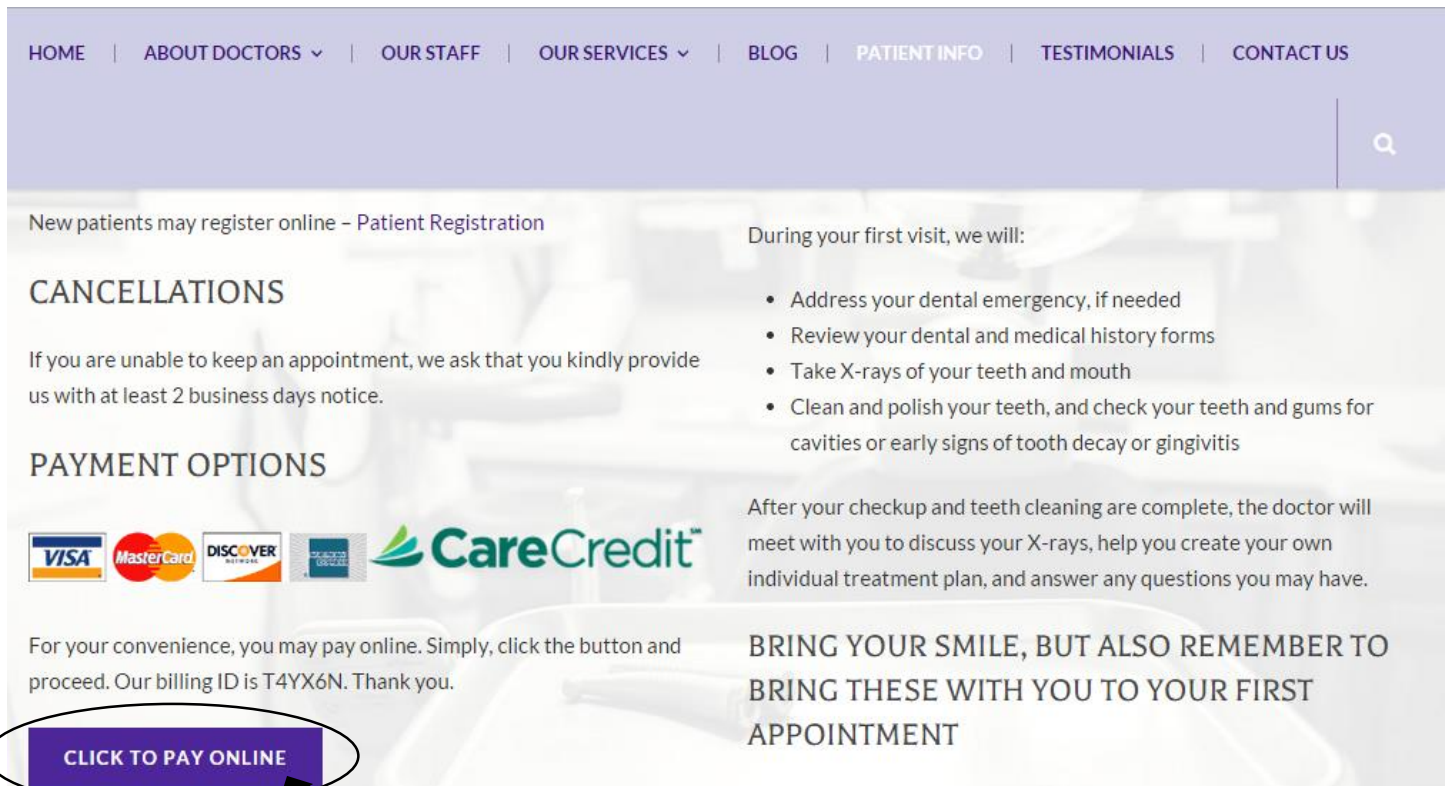 HOME | ABOUT DOCTORS | OUR STAFF | OUR SERVICES | BLOG | PATIENT INFO | TESTIMONIALS | CONTACT US
New patients may register online – Patient Registration
CANCELLATIONS
If you are unable to keep an appointment, we ask that you kindly provide
us with at least 2 business days notice.
PAYMENT OPTIONS
VISA MasterCard DISCOVER NETWORK CareCredit℠
For your convenience, you may pay online. Simply, click the button and
proceed. Our billing ID is T4YX6N. Thank you.
CLICK TO PAY ONLINE
During your first visit, we will:
• Address your dental emergency, if needed
• Review your dental and medical history forms
• Take X-rays of your teeth and mouth
• Clean and polish your teeth, and check your teeth and gums for
cavities or early signs of tooth decay or gingivitis
After your checkup and teeth cleaning are complete, the doctor will
meet with you to discuss your X-rays, help you create your own
individual treatment plan, and answer any questions you may have.
BRING YOUR SMILE, BUT ALSO REMEMBER TO
BRING THESE WITH YOU TO YOUR FIRST
APPOINTMENT